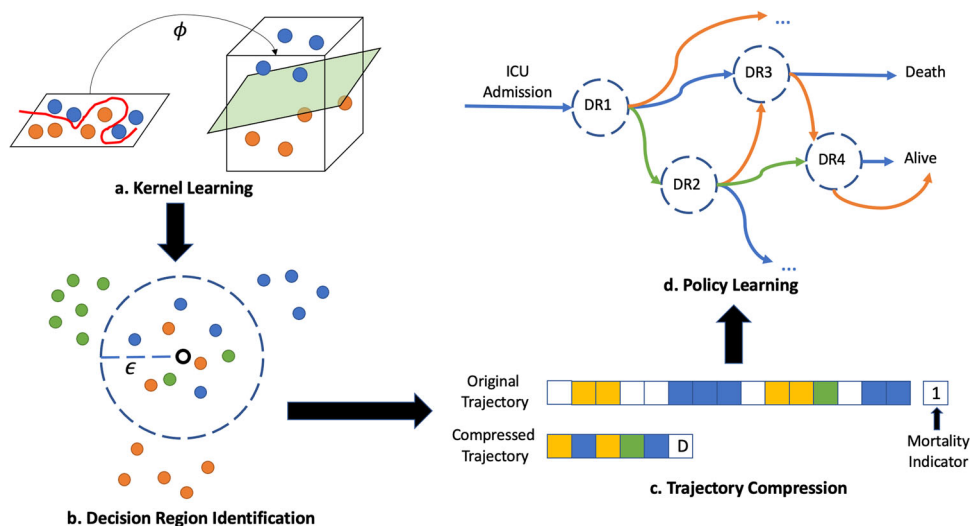 ϕ
a. Kernel Learning
ϵ
b. Decision Region Identification
Original
Trajectory
1
Compressed
Trajectory
D
Mortality
Indicator
c. Trajectory Compression
ICU
Admission
DR1
DR2
DR3
DR4
...
Death
Alive
...
d. Policy Learning